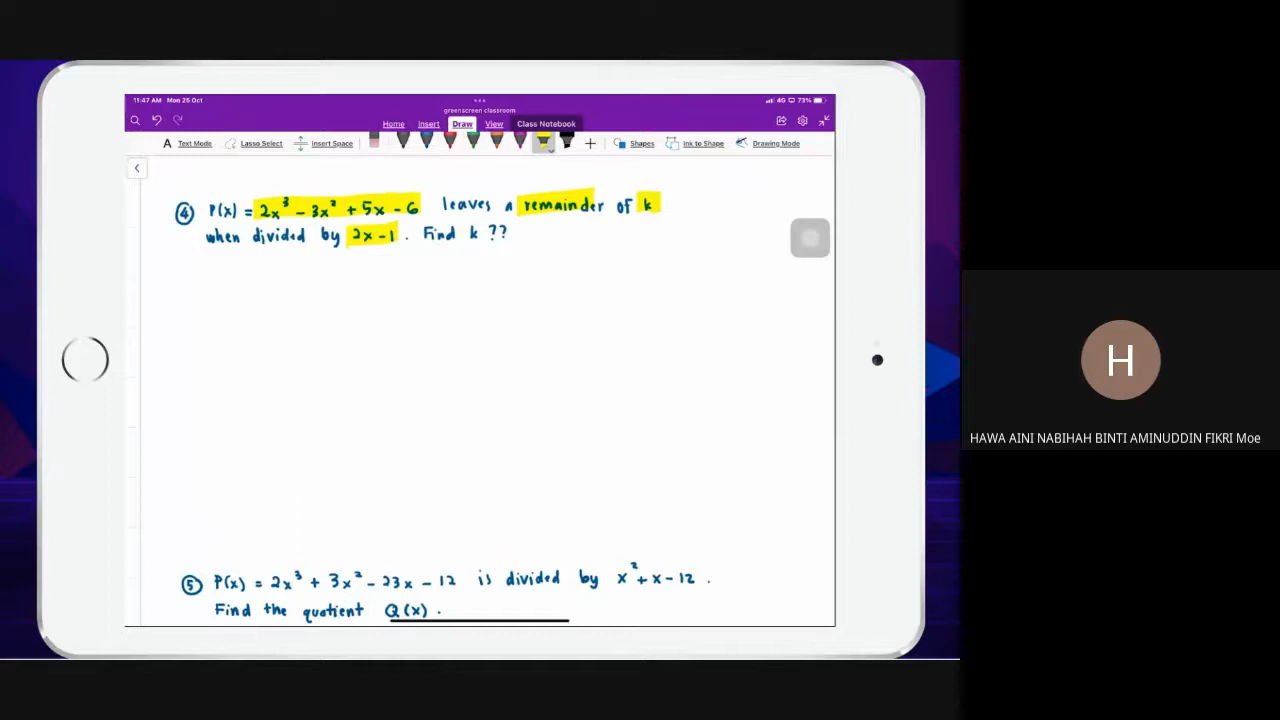 11:47 AM Mon 25 Oct
4G 73%
greenscreen classroom
Home Insert Draw View Class Notebook
A Text Mode Lasso Select Insert Space Shapes Ink to Shape Drawing Mode
④ P(x) = 2x³ - 3x² + 5x - 6 leaves a remainder of k
when divided by 2x - 1 . Find k ??
⑤ P(x) = 2x³ + 3x² - 23x - 12 is divided by x² + x - 12 .
Find the quotient Q(x) .
H
HAWA AINI NABIHAH BINTI AMINUDDIN FIKRI Moe